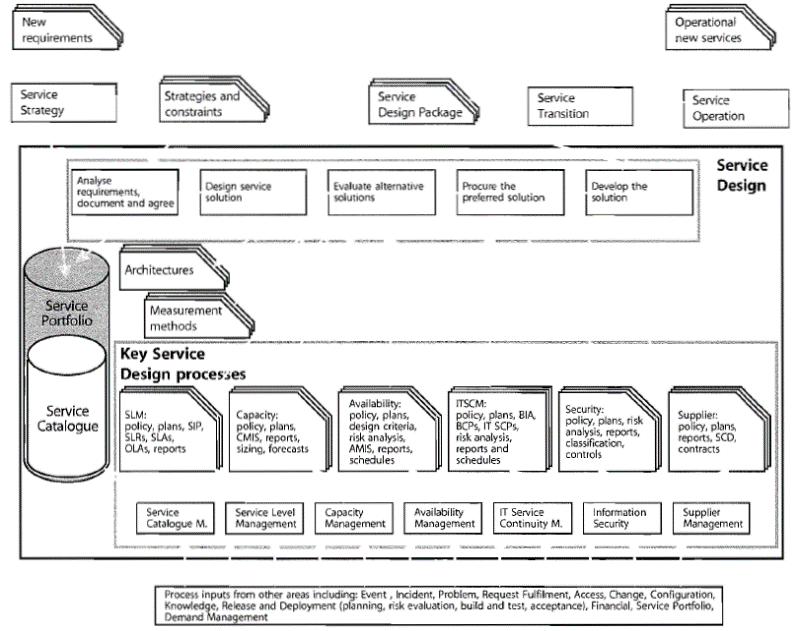 New
requirements
Operational
new services
Service
Strategy
Strategies and
constraints
Service
Design Package
Service
Transition
Service
Operation
Service
Design
Analyse
requirements,
document and agree
Design service
solution
Evaluate alternative
solutions
Procure the
preferred solution
Develop the
solution
Architectures
Service
Portfolio
Measurement
methods
Service
Catalogue
Key Service
Design processes
SLM:
policy, plans, SIP,
SLRs, SLAs,
OLAs, reports
Capacity:
policy, plans,
CMIS, reports,
sizing, forecasts
Availability:
policy, plans,
design criteria,
risk analysis,
AMIS, reports,
schedules
ITSCM:
policy, plans, BIA,
BCPs, IT SCPs,
risk analysis,
reports and
schedules
Security:
policy, plans, risk
analysis, reports,
classification,
controls
Supplier:
policy, plans,
reports, SCD,
contracts
Service
Catalogue M.
Service Level
Management
Capacity
Management
Availability
Management
IT Service
Continuity M.
Information
Security
Supplier
Management
Process inputs from other areas including: Event , Incident, Problem, Request Fulfilment, Access, Change, Configuration,
Knowledge, Release and Deployment (planning, risk evaluation, build and test, acceptance), Financial, Service Portfolio,
Demand Management